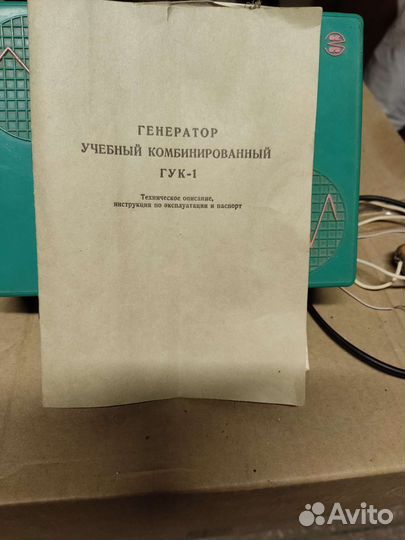 ГЕНЕРАТОР
УЧЕБНЫЙ КОМБИНИРОВАННЫЙ
ГУК-1
Техническое описание,
инструкция по эксплуатации и паспорт
Avito